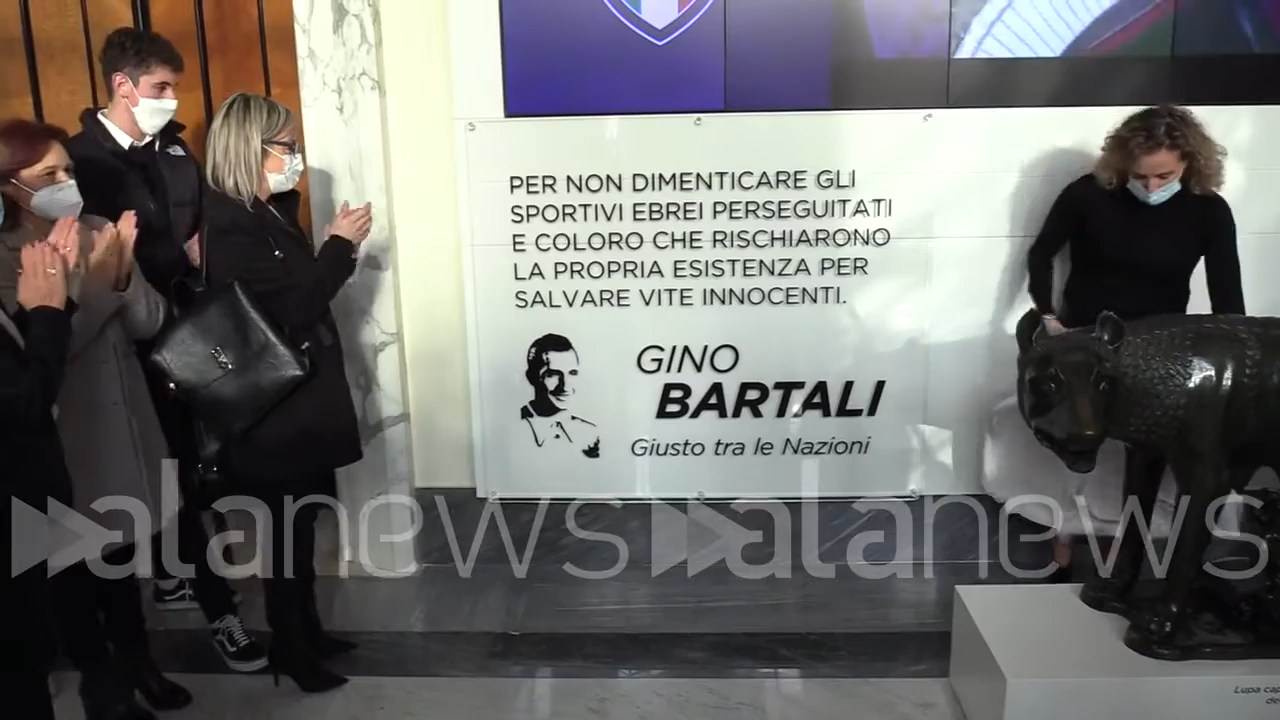 PER NON DIMENTICARE GLI
SPORTIVI EBREI PERSEGUITATI
E COLORO CHE RISCHIARONO
LA PROPRIA ESISTENZA PER
SALVARE VITE INNOCENTI.
GINO
BARTALI
Giusto tra le Nazioni
alanews alanews
Lupa